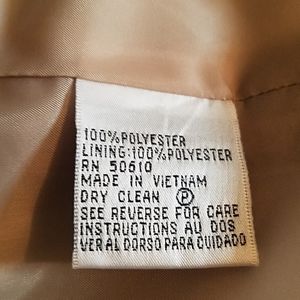 100% POLYESTER
LINING:100% POLYESTER
RN 50610
MADE IN VIETNAM
DRY CLEAN Ⓟ
SEE REVERSE FOR CARE
INSTRUCTIONS AU DOS
VER AL DORSO PARA CUIDADO